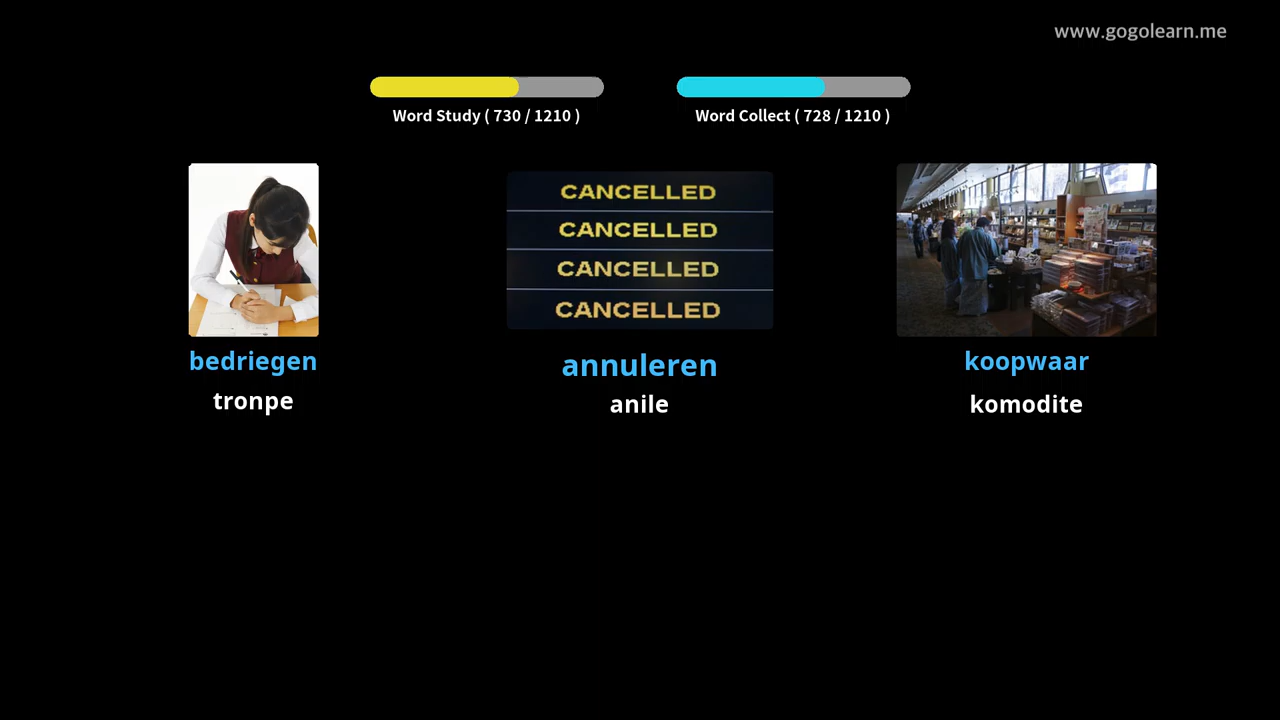 www.gogolearn.me
Word Study ( 730 / 1210 )
Word Collect ( 728 / 1210 )
CANCELLED
CANCELLED
CANCELLED
CANCELLED
bedriegen
annuleren
koopwaar
tronpe
anile
komodite